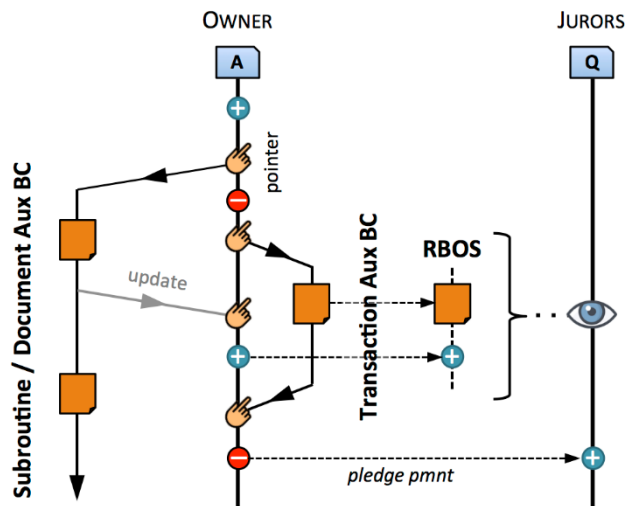 OWNER
JURORS
A
Q
pointer
Subroutine / Document Aux BC
update
Transaction Aux BC
RBOS
pledge pmnt